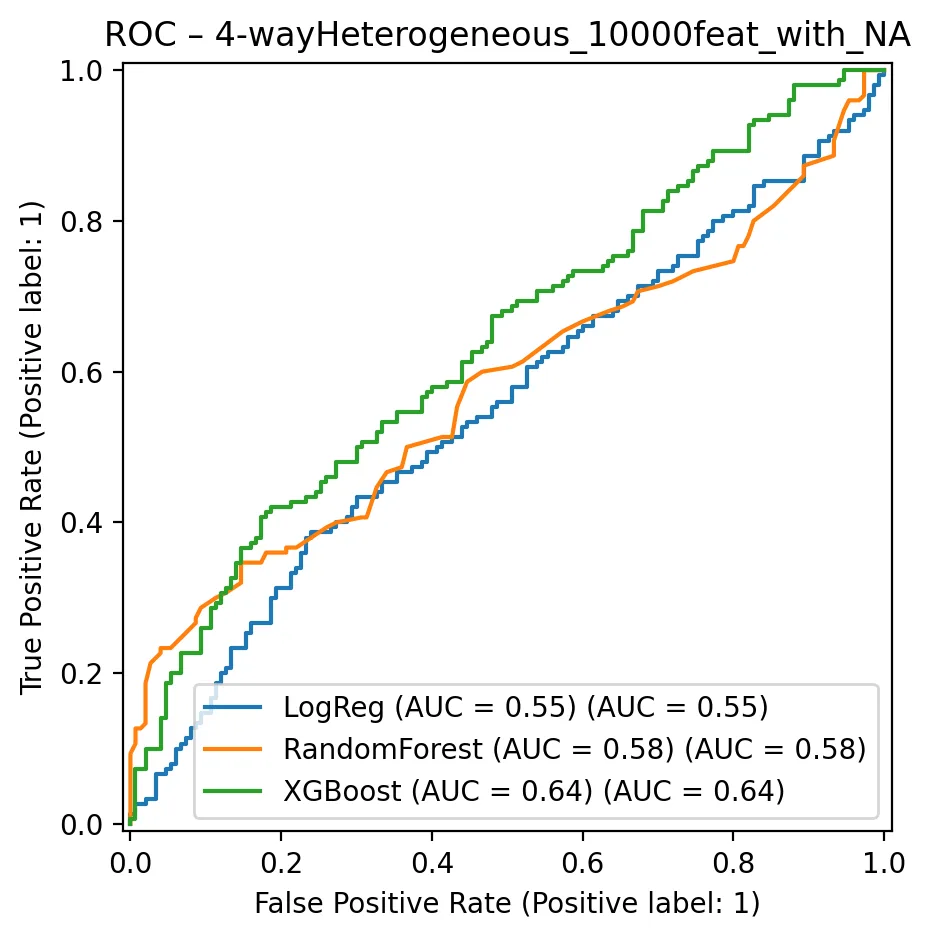 ROC – 4-wayHeterogeneous_10000feat_with_NA
1.0
0.8
0.6
0.4
0.2
0.0
True Positive Rate (Positive label: 1)
LogReg (AUC = 0.55) (AUC = 0.55)
RandomForest (AUC = 0.58) (AUC = 0.58)
XGBoost (AUC = 0.64) (AUC = 0.64)
0.0 0.2 0.4 0.6 0.8 1.0
False Positive Rate (Positive label: 1)